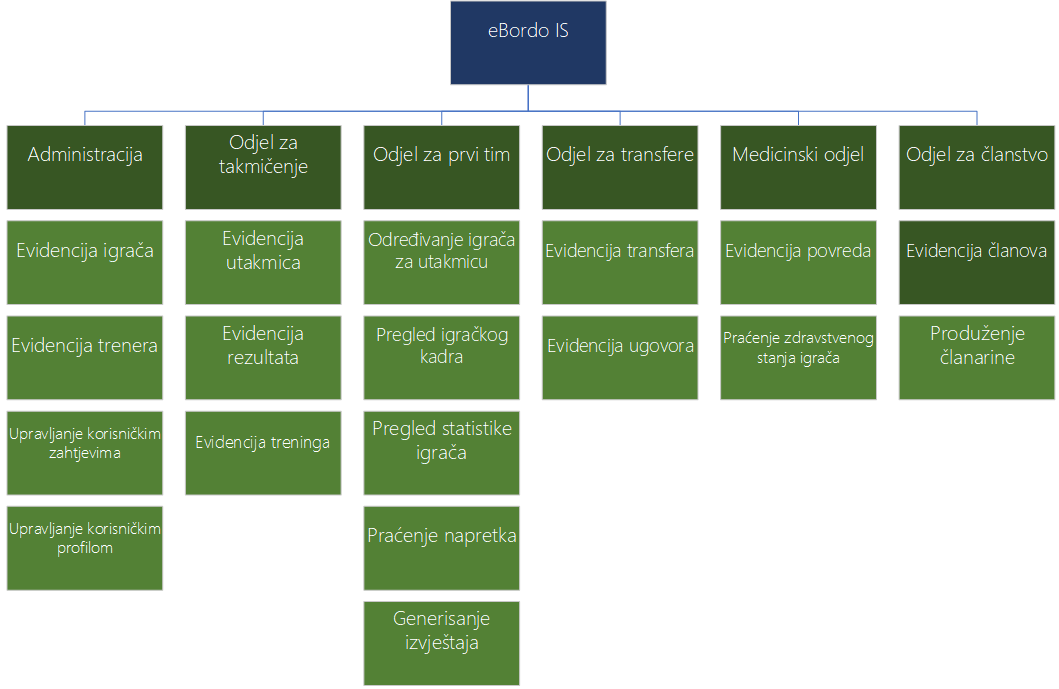 eBordo IS
Administracija
Odjel za
takmičenje
Odjel za prvi tim
Odjel za transfere
Medicinski odjel
Odjel za članstvo
Evidencija igrača
Evidencija
utakmica
Određivanje igrača
za utakmicu
Evidencija transfera
Evidencija povreda
Evidencija članova
Evidencija trenera
Evidencija
rezultata
Pregled igračkog
kadra
Evidencija ugovora
Praćenje zdravstvenog
stanja igrača
Produženje
članarine
Upravljanje korisničkim
zahtjevima
Evidencija treninga
Pregled statistike
igrača
Upravljanje korisničkim
profilom
Praćenje napretka
Generisanje
izvještaja